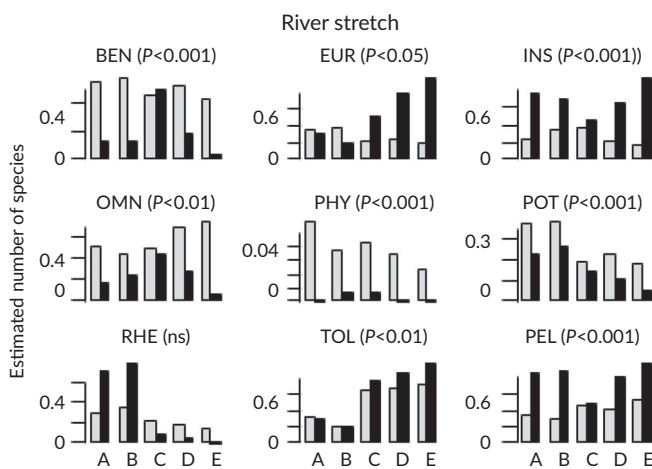 River stretch
BEN (P<0.001) EUR (P<0.05) INS (P<0.001))
0.4 0.6 0.6
0 0 0
OMN (P<0.01) PHY (P<0.001) POT (P<0.001)
0.4 0.04 0.3
0 0 0
RHE (ns) TOL (P<0.01) PEL (P<0.001)
0.4 0.6 0.6
0 0 0
A B C D E A B C D E A B C D E
Estimated number of species